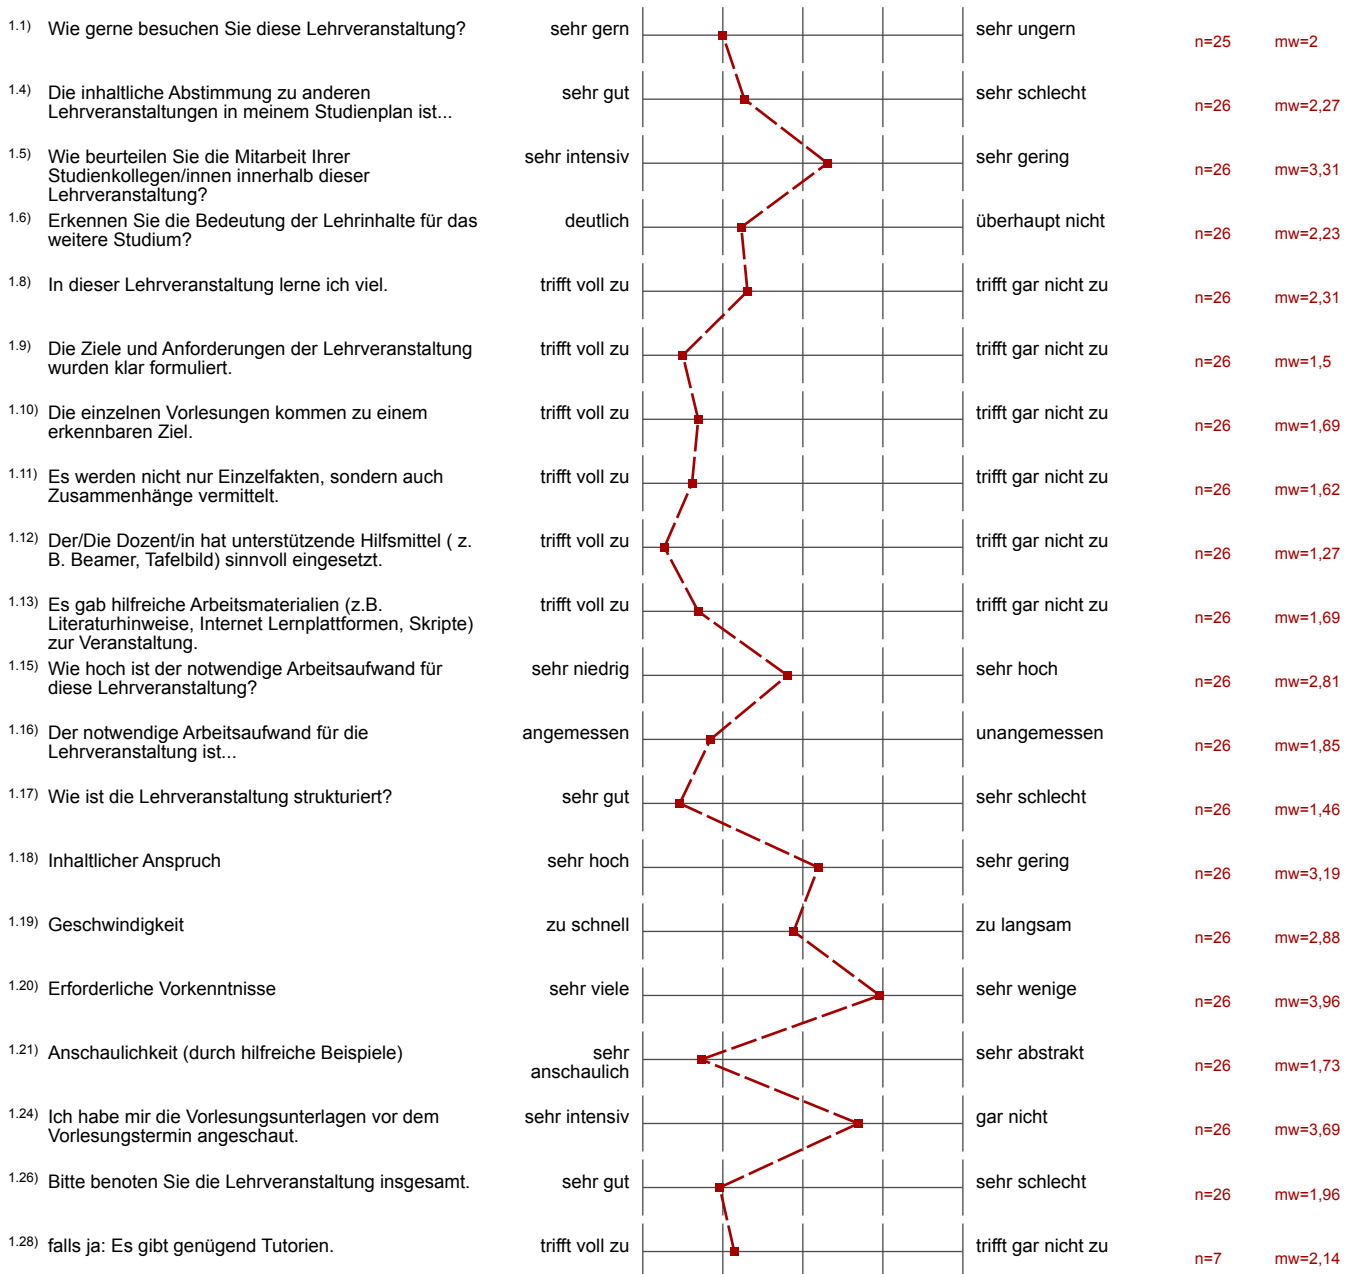 1.1) Wie gerne besuchen Sie diese Lehrveranstaltung? sehr gern sehr ungern n=25 mw=2
1.4) Die inhaltliche Abstimmung zu anderen sehr gut sehr schlecht n=26 mw=2,27
Lehrveranstaltungen in meinem Studienplan ist...
1.5) Wie beurteilen Sie die Mitarbeit Ihrer sehr intensiv sehr gering n=26 mw=3,31
Studienkollegen/innen innerhalb dieser
Lehrveranstaltung?
1.6) Erkennen Sie die Bedeutung der Lehrinhalte für das deutlich überhaupt nicht n=26 mw=2,23
weitere Studium?
1.8) In dieser Lehrveranstaltung lerne ich viel. trifft voll zu trifft gar nicht zu n=26 mw=2,31
1.9) Die Ziele und Anforderungen der Lehrveranstaltung trifft voll zu trifft gar nicht zu n=26 mw=1,5
wurden klar formuliert.
1.10) Die einzelnen Vorlesungen kommen zu einem trifft voll zu trifft gar nicht zu n=26 mw=1,69
erkennbaren Ziel.
1.11) Es werden nicht nur Einzelfakten, sondern auch trifft voll zu trifft gar nicht zu n=26 mw=1,62
Zusammenhänge vermittelt.
1.12) Der/Die Dozent/in hat unterstützende Hilfsmittel ( z. trifft voll zu trifft gar nicht zu n=26 mw=1,27
B. Beamer, Tafelbild) sinnvoll eingesetzt.
1.13) Es gab hilfreiche Arbeitsmaterialien (z.B. trifft voll zu trifft gar nicht zu n=26 mw=1,69
Literaturhinweise, Internet Lernplattformen, Skripte)
zur Veranstaltung.
1.15) Wie hoch ist der notwendige Arbeitsaufwand für sehr niedrig sehr hoch n=26 mw=2,81
diese Lehrveranstaltung?
1.16) Der notwendige Arbeitsaufwand für die angemessen unangemessen n=26 mw=1,85
Lehrveranstaltung ist...
1.17) Wie ist die Lehrveranstaltung strukturiert? sehr gut sehr schlecht n=26 mw=1,46
1.18) Inhaltlicher Anspruch sehr hoch sehr gering n=26 mw=3,19
1.19) Geschwindigkeit zu schnell zu langsam n=26 mw=2,88
1.20) Erforderliche Vorkenntnisse sehr viele sehr wenige n=26 mw=3,96
1.21) Anschaulichkeit (durch hilfreiche Beispiele) sehr sehr abstrakt n=26 mw=1,73
anschaulich
1.24) Ich habe mir die Vorlesungsunterlagen vor dem sehr intensiv gar nicht n=26 mw=3,69
Vorlesungstermin angeschaut.
1.26) Bitte benoten Sie die Lehrveranstaltung insgesamt. sehr gut sehr schlecht n=26 mw=1,96
1.28) falls ja: Es gibt genügend Tutorien. trifft voll zu trifft gar nicht zu n=7 mw=2,14